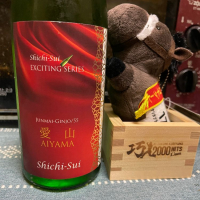 Shichi-Sui
EXCITING SERIES
JUNMAI-GINJO/55
愛山
AIYAMA
Shichi-Sui
2000